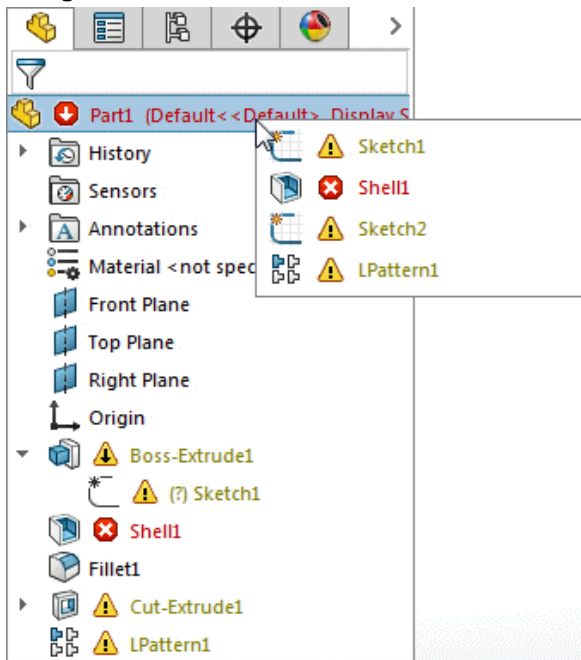 Part1 (Default<<Default>_Display S
Sketch1
History
Shell1
Sensors
Sketch2
Annotations
LPattern1
Material <not spec
Front Plane
Top Plane
Right Plane
Origin
Boss-Extrude1
(?) Sketch1
Shell1
Fillet1
Cut-Extrude1
LPattern1